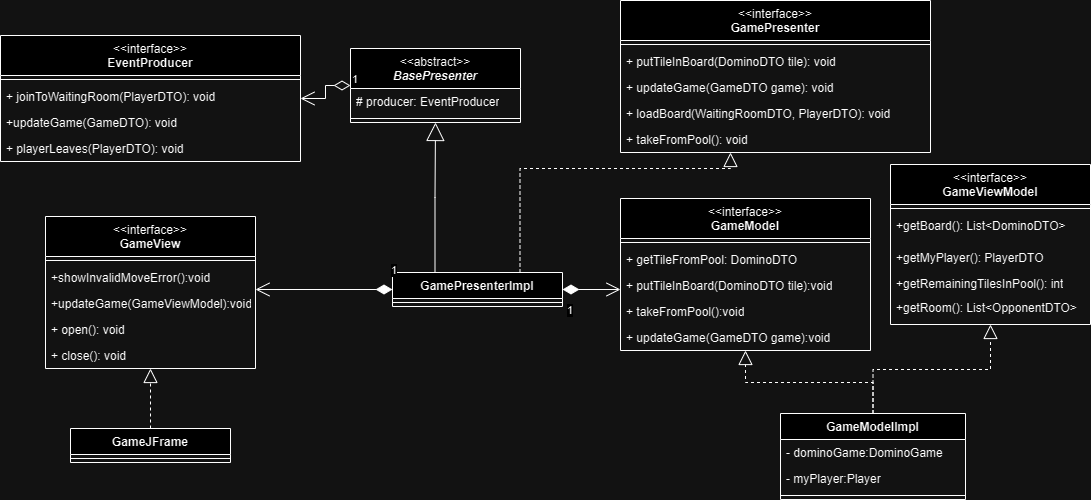 <<interface>>
EventProducer
+ joinToWaitingRoom(PlayerDTO): void
+updateGame(GameDTO): void
+ playerLeaves(PlayerDTO): void
<<abstract>>
BasePresenter
# producer: EventProducer
1
<<interface>>
GamePresenter
+ putTileInBoard(DominoDTO tile): void
+ updateGame(GameDTO game): void
+ loadBoard(WaitingRoomDTO, PlayerDTO): void
+ takeFromPool(): void
<<interface>>
GameViewModel
+getBoard(): List<DominoDTO>
+getMyPlayer(): PlayerDTO
+getRemainingTilesInPool(): int
+getRoom(): List<OpponentDTO>
<<interface>>
GameView
+showInvalidMoveError():void
+updateGame(GameViewModel):void
+ open(): void
+ close(): void
1
GamePresenterImpl
1
<<interface>>
GameModel
+ getTileFromPool: DominoDTO
+ putTileInBoard(DominoDTO tile):void
+ takeFromPool():void
+ updateGame(GameDTO game):void
GameJFrame
GameModelImpl
- dominoGame:DominoGame
- myPlayer:Player